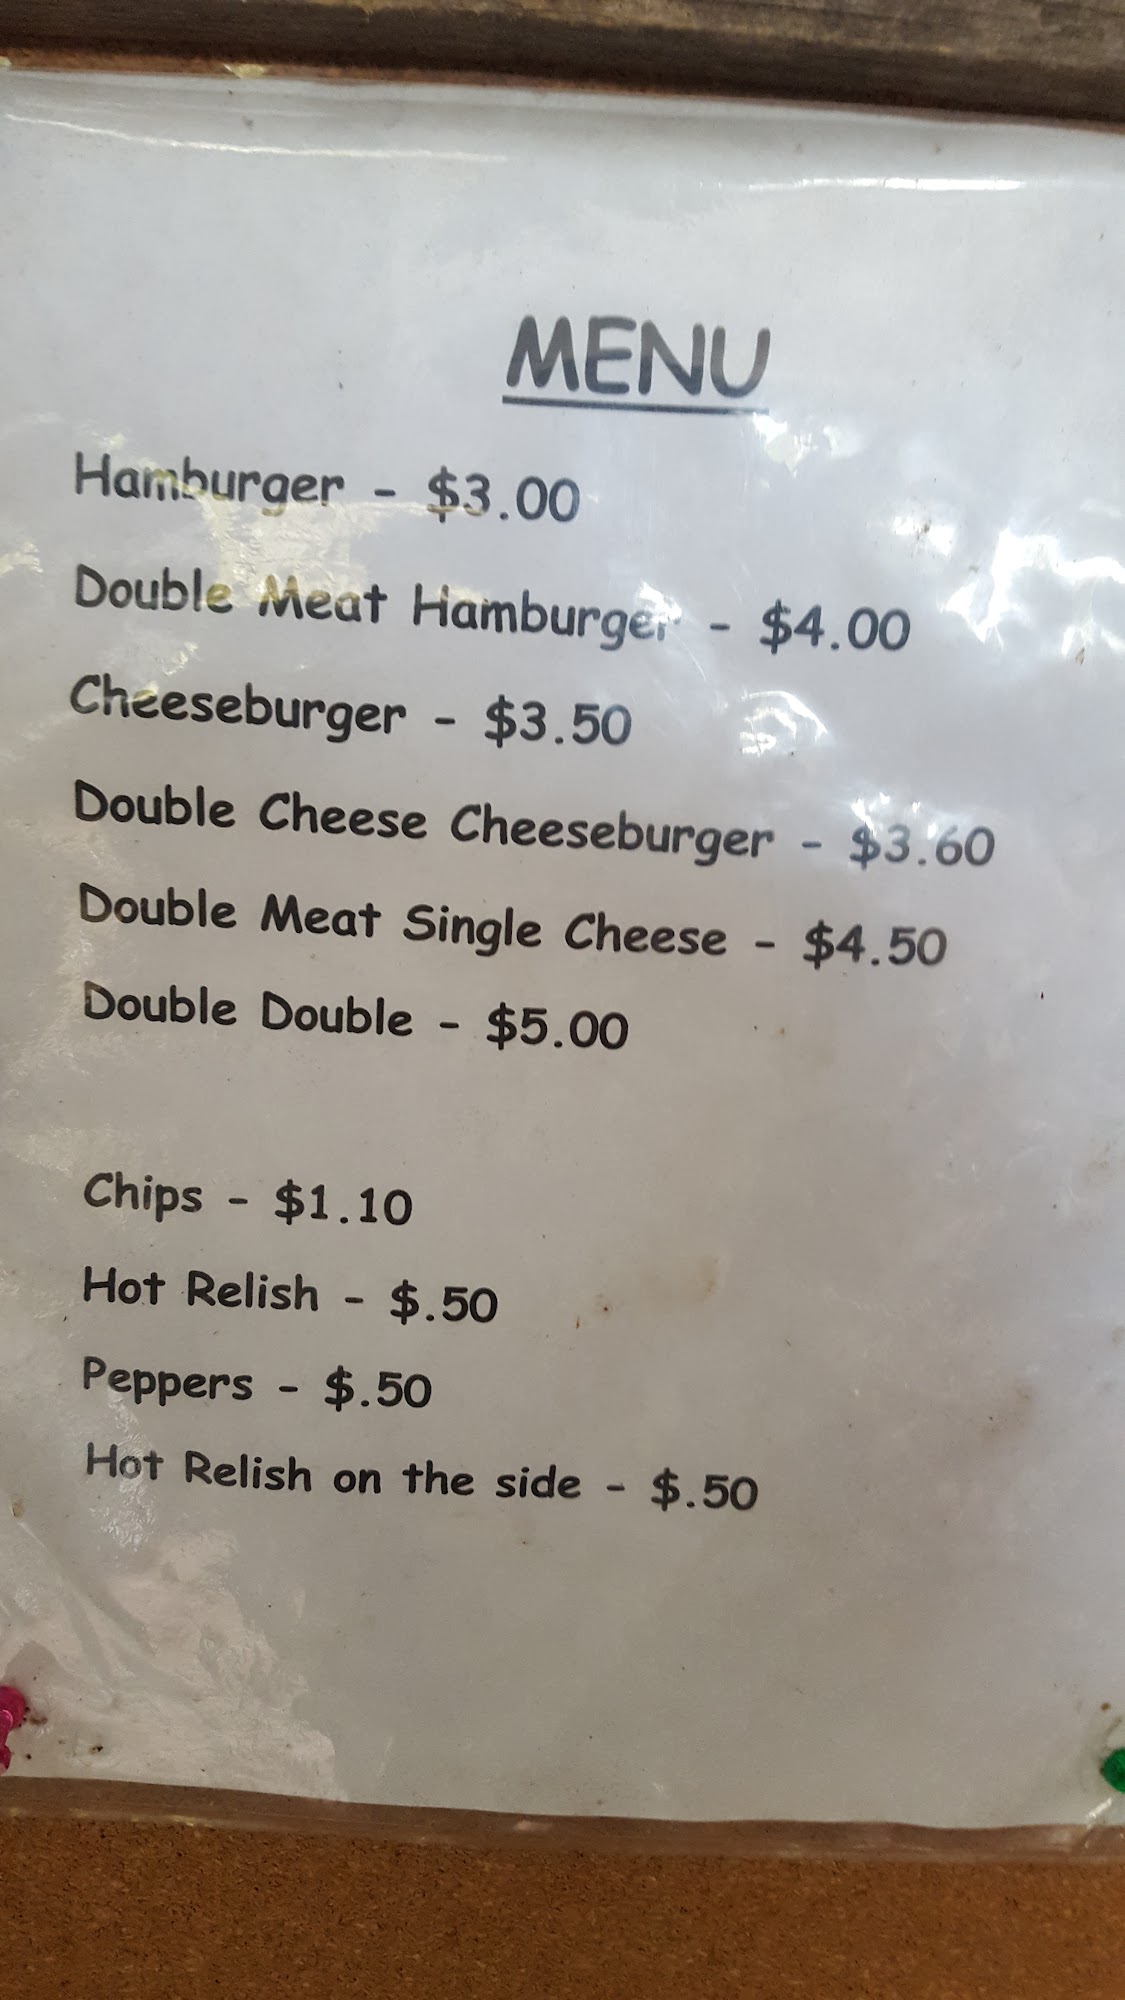 MENU
Hamburger - $3.00
Double Meat Hamburger - $4.00
Cheeseburger - $3.50
Double Cheese Cheeseburger - $3.60
Double Meat Single Cheese - $4.50
Double Double - $5.00
Chips - $1.10
Hot Relish - $.50
Peppers - $.50
Hot Relish on the side - $.50